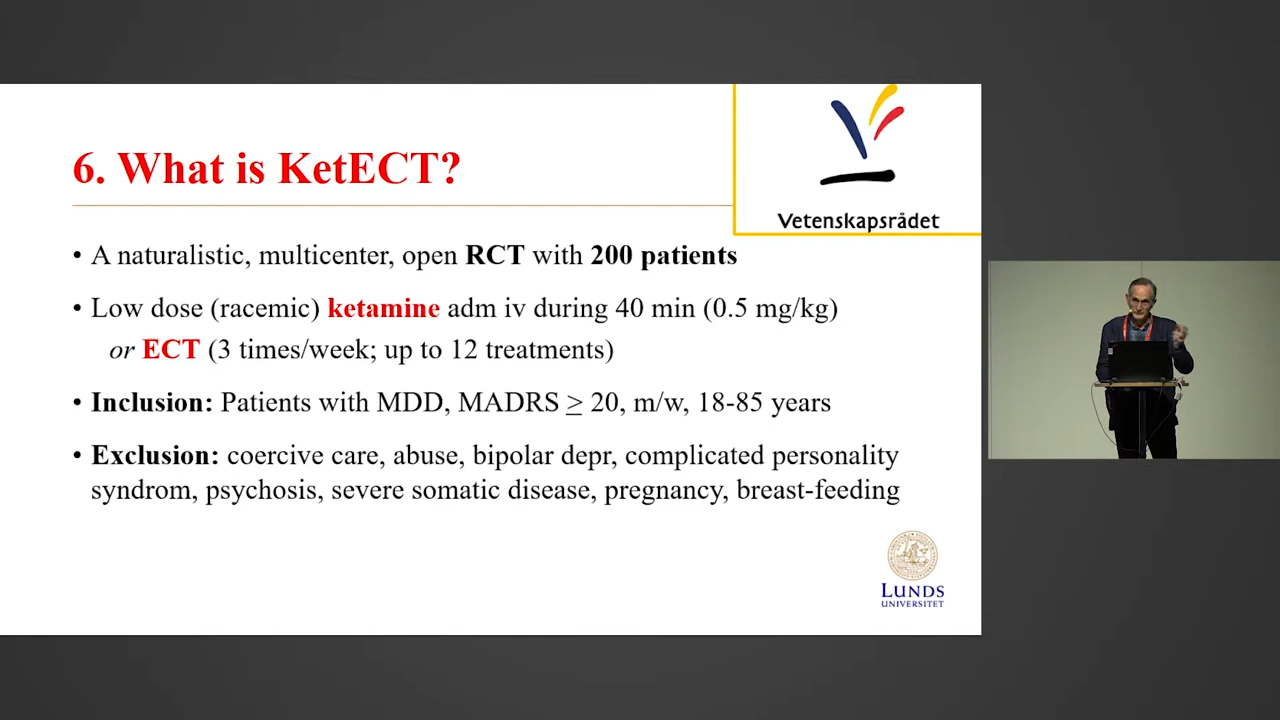 6. What is KetECT?
Vetenskapsrådet
• A naturalistic, multicenter, open RCT with 200 patients
• Low dose (racemic) ketamine adm iv during 40 min (0.5 mg/kg)
or ECT (3 times/week; up to 12 treatments)
• Inclusion: Patients with MDD, MADRS ≥ 20, m/w, 18-85 years
• Exclusion: coercive care, abuse, bipolar depr, complicated personality
syndrom, psychosis, severe somatic disease, pregnancy, breast-feeding
LUNDS
UNIVERSITET